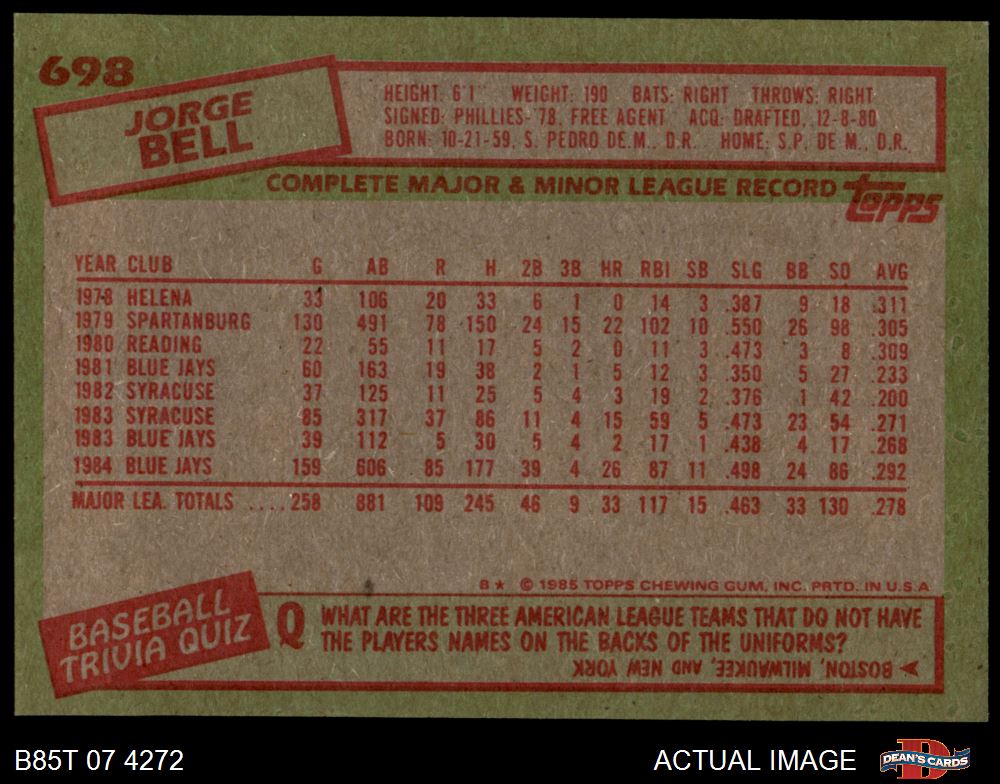 698
JORGE
BELL
HEIGHT: 6'1" WEIGHT: 190 BATS: RIGHT THROWS: RIGHT
SIGNED: PHILLIES-'78, FREE AGENT ACQ: DRAFTED, 12-8-80
BORN: 10-21-59, S. PEDRO DE.M., D.R. HOME: S.P. DE M., D.R.
COMPLETE MAJOR & MINOR LEAGUE RECORD topps
YEAR CLUB G AB R H 2B 3B HR RBI SB SLG BB SO AVG
1978 HELENA 33 106 20 33 6 1 0 14 3 .387 9 18 .311
1979 SPARTANBURG 130 491 78 150 24 15 22 102 10 .550 26 98 .305
1980 READING 22 55 11 17 5 2 0 11 3 .473 3 8 .309
1981 BLUE JAYS 60 163 19 38 2 1 5 12 3 .350 5 27 .233
1982 SYRACUSE 37 125 11 25 5 4 3 19 2 .376 1 42 .200
1983 SYRACUSE 85 317 37 86 11 4 15 59 5 .473 23 54 .271
1983 BLUE JAYS 39 112 5 30 5 4 2 17 1 .438 4 17 .268
1984 BLUE JAYS 159 606 85 177 39 4 26 87 11 .498 24 86 .292
MAJOR LEA. TOTALS ....258 881 109 245 46 9 33 117 15 .463 33 130 .278
B★ © 1985 TOPPS CHEWING GUM, INC. PRTD. IN U.S.A
BASEBALL
TRIVIA QUIZ
Q WHAT ARE THE THREE AMERICAN LEAGUE TEAMS THAT DO NOT HAVE
THE PLAYERS NAMES ON THE BACKS OF THE UNIFORMS?
BOSTON, MILWAUKEE, AND NEW YORK
B85T 07 4272
ACTUAL IMAGE
DEAN'S CARDS